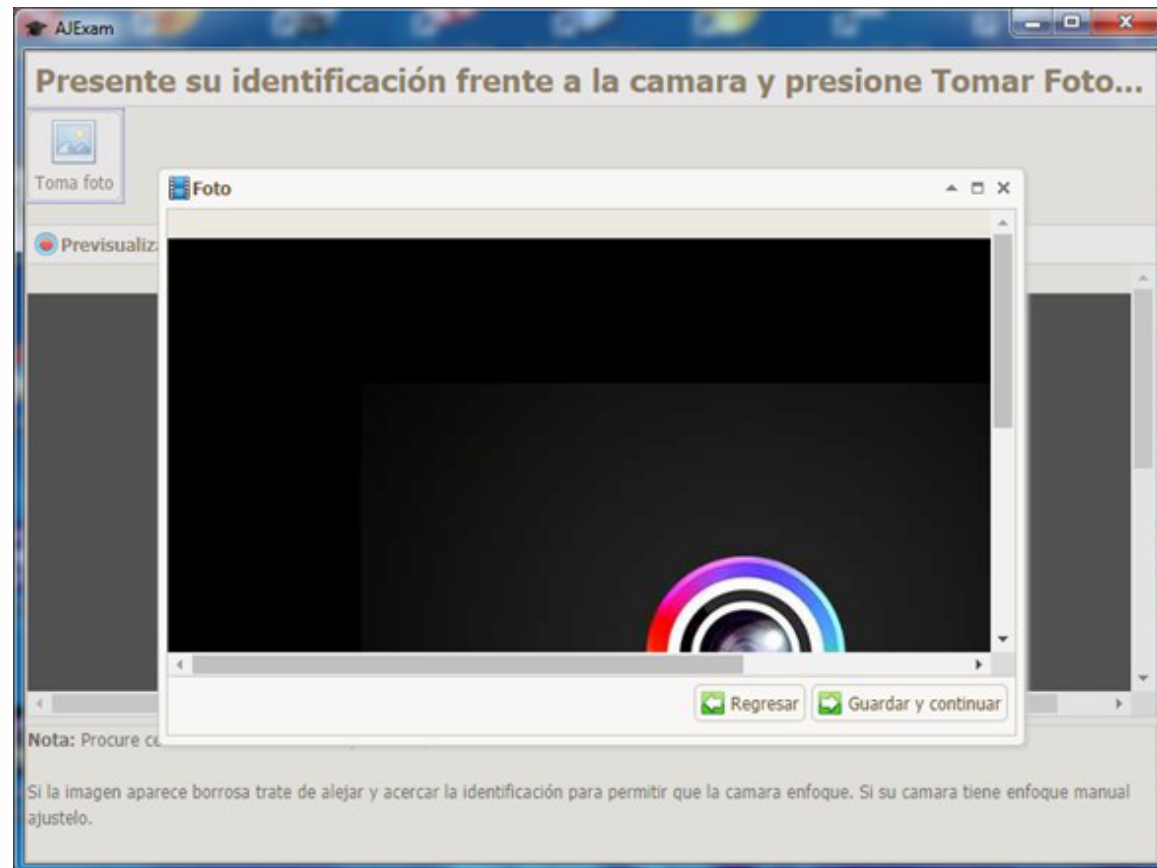 AJExam
Presente su identificación frente a la camara y presione Tomar Foto...
Toma foto
Foto
Previsualiz
Regresar
Guardar y continuar
Nota: Procure ce
Si la imagen aparece borrosa trate de alejar y acercar la identificación para permitir que la camara enfoque. Si su camara tiene enfoque manual
ajustelo.